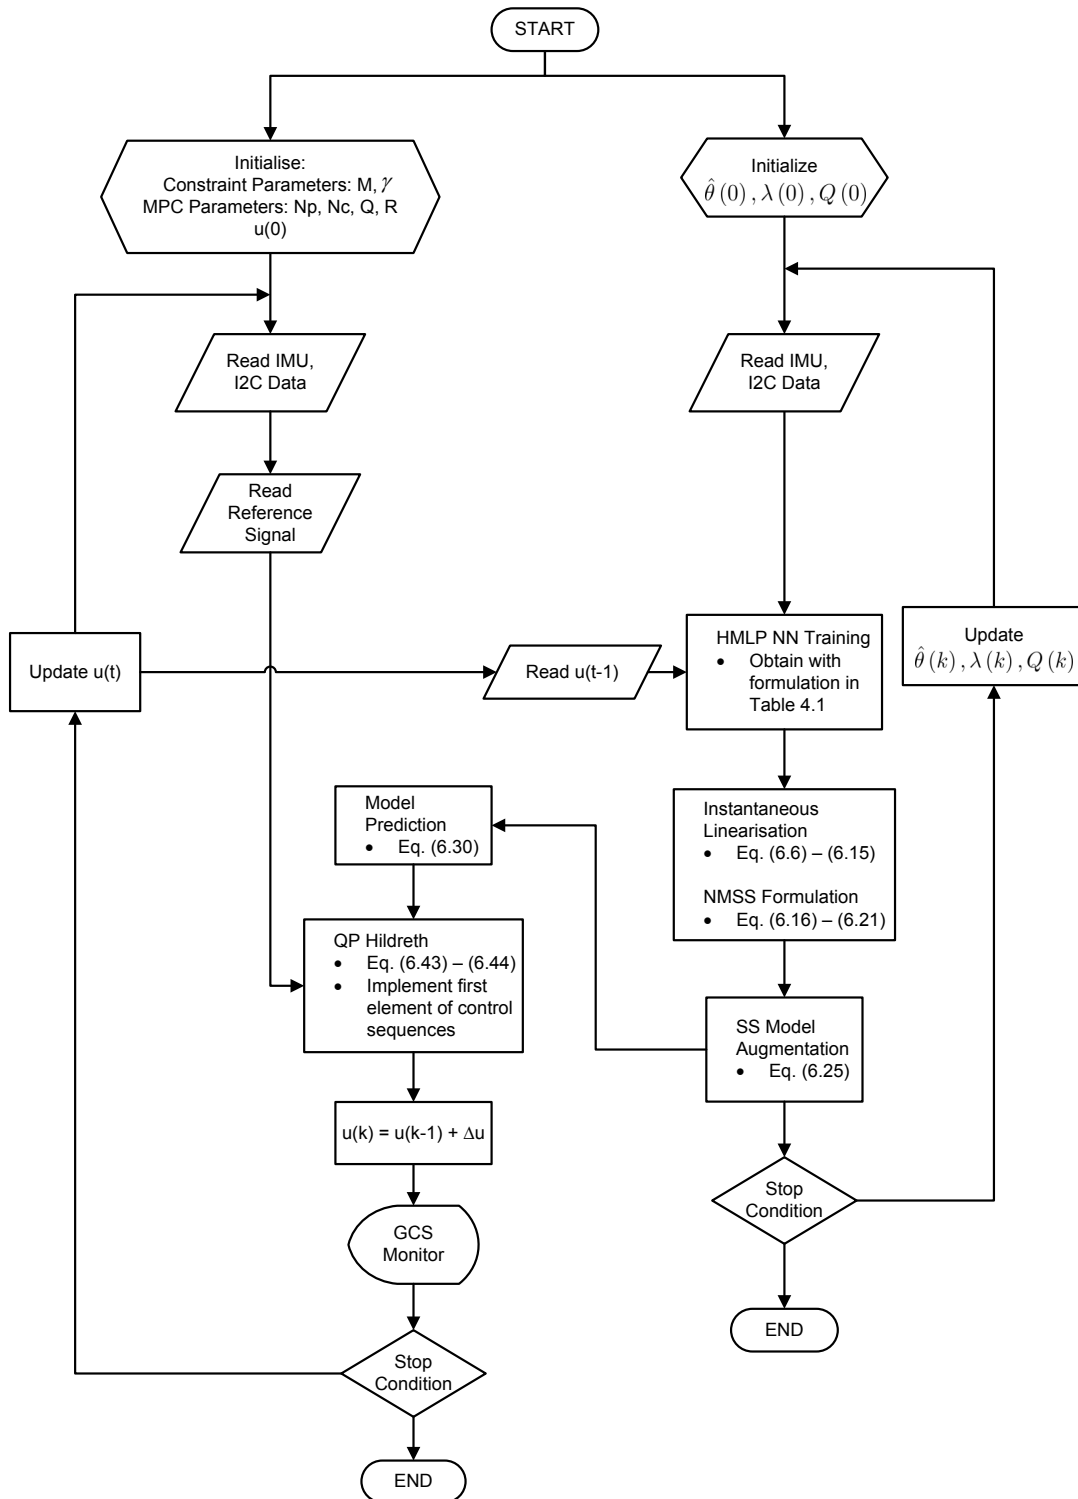 START
Initialise:
Constraint Parameters: M, γ
MPC Parameters: Np, Nc, Q, R
u(0)
Initialize
θ̂ (0) , λ (0) , Q (0)
Read IMU,
I2C Data
Read IMU,
I2C Data
Read
Reference
Signal
Update u(t)
Read u(t-1)
HMLP NN Training
• Obtain with
formulation in
Table 4.1
Update
θ̂ (k) , λ (k) , Q (k)
Model
Prediction
• Eq. (6.30)
Instantaneous
Linearisation
• Eq. (6.6) – (6.15)
NMSS Formulation
• Eq. (6.16) – (6.21)
QP Hildreth
• Eq. (6.43) – (6.44)
• Implement first
element of control
sequences
SS Model
Augmentation
• Eq. (6.25)
u(k) = u(k-1) + Δu
Stop
Condition
GCS
Monitor
END
Stop
Condition
END